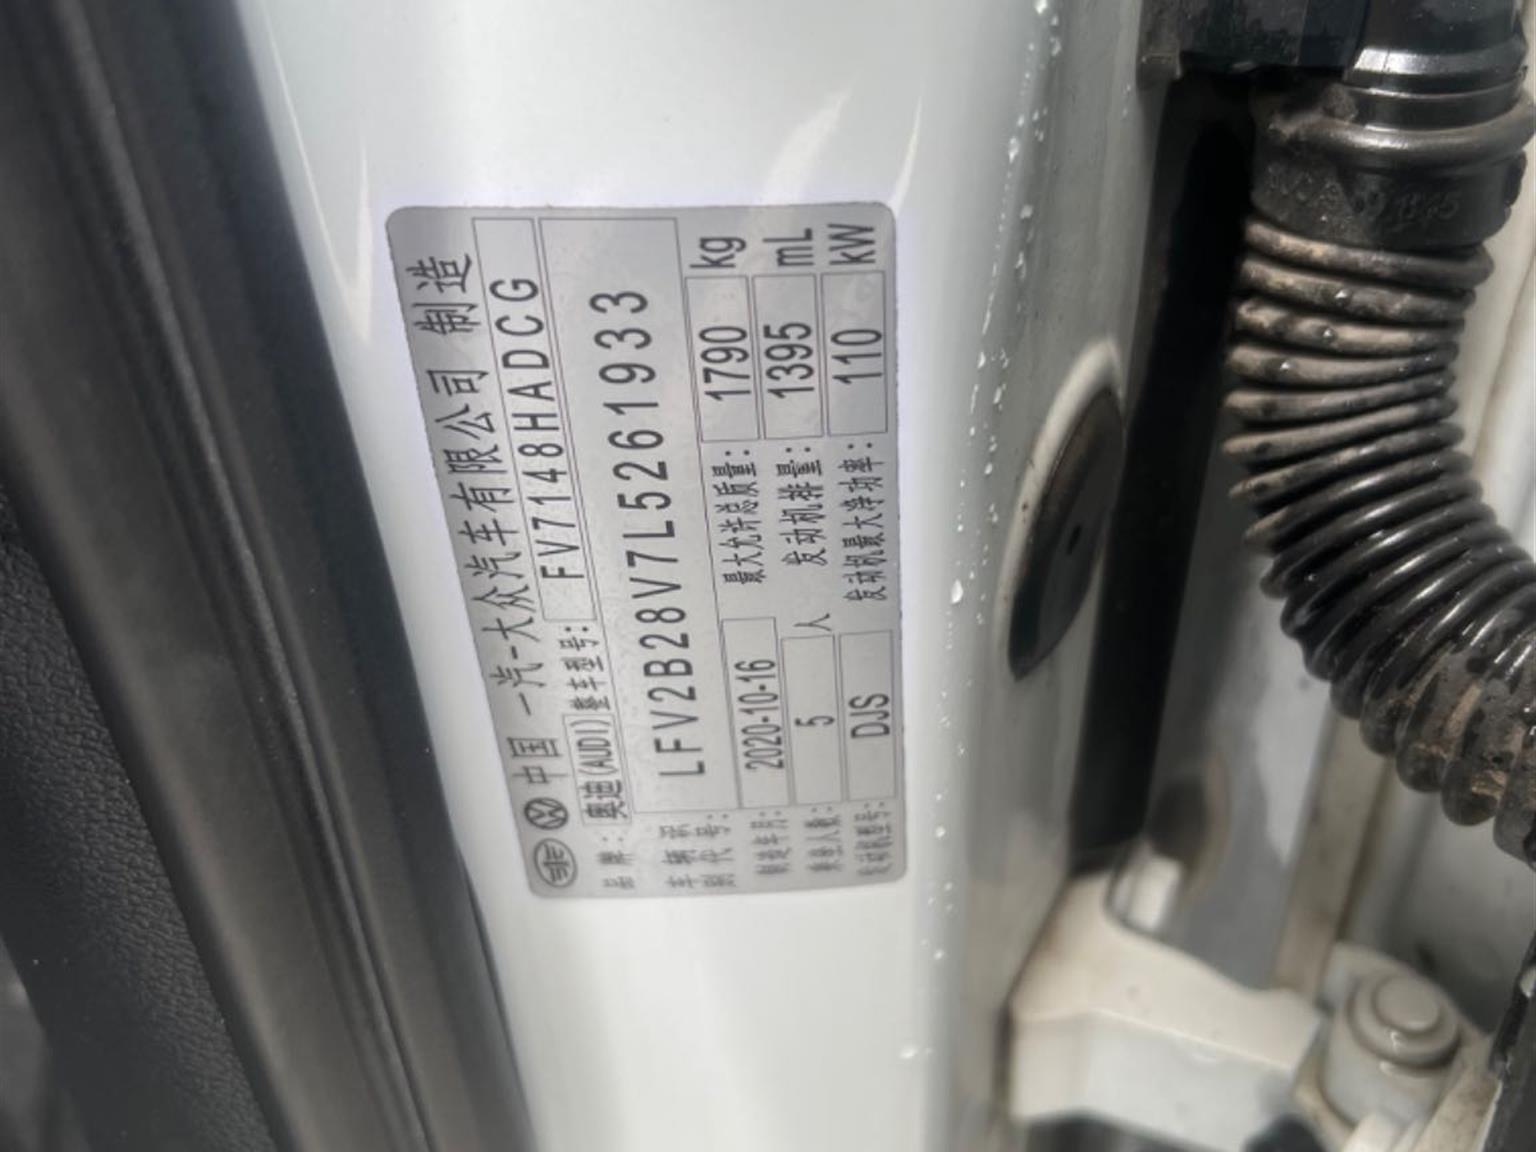 中国 一汽-大众汽车有限公司 制造
品牌: 奥迪(AUDI) 整车型号: FV7148HADCG
车辆识别代号: LFV2B28V7L5261933
制造年月: 2020-10-16 最大允许总质量: 1790 kg
乘坐人数: 5 人 发动机排量: 1395 mL
发动机型号: DJS 发动机最大净功率: 110 kW